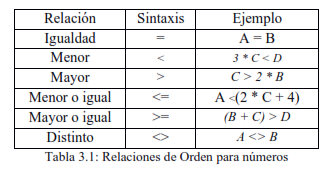 Relación Sintaxis Ejemplo
Igualdad = A = B
Menor < 3 * C < D
Mayor > C > 2 * B
Menor o igual <= A <(2 * C + 4)
Mayor o igual >= (B + C) > D
Distinto <> A <> B
Tabla 3.1: Relaciones de Orden para números